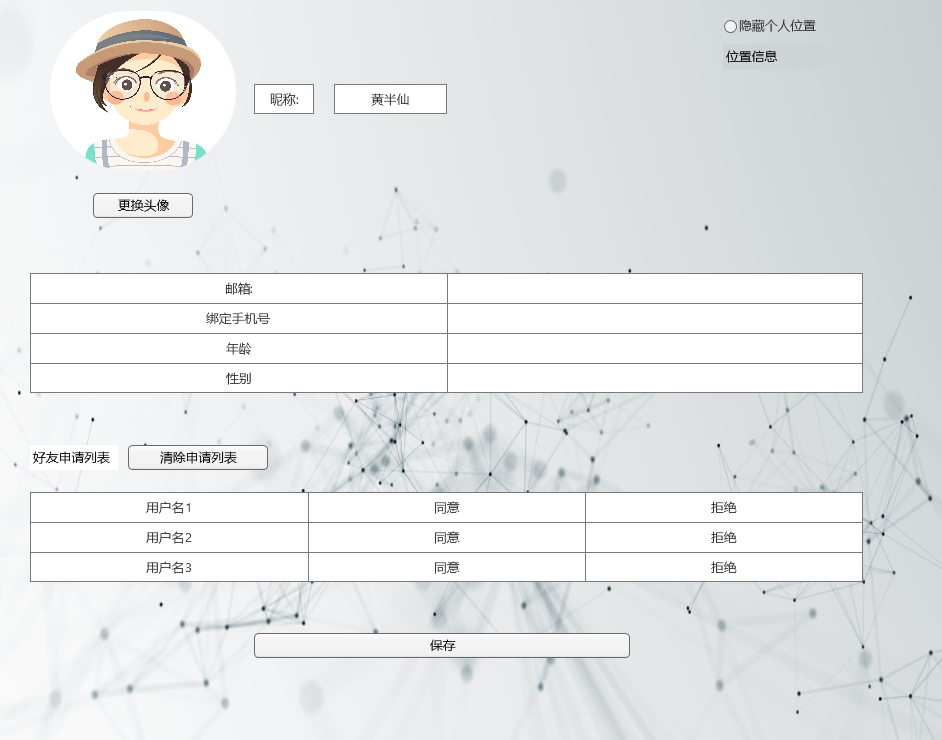 隐藏个人位置
位置信息
昵称: 黄半仙
更换头像
邮箱:
绑定手机号
年龄
性别
好友申请列表 清除申请列表
用户名1 同意 拒绝
用户名2 同意 拒绝
用户名3 同意 拒绝
保存